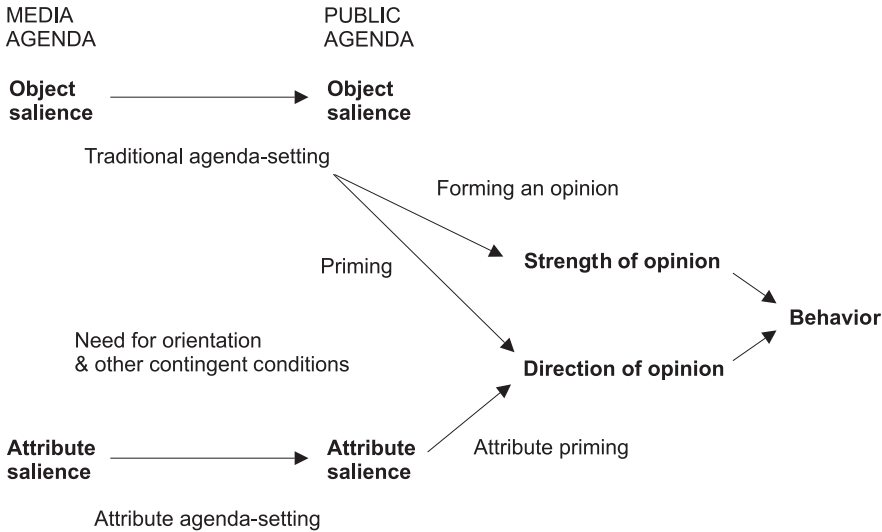 MEDIA
AGENDA
PUBLIC
AGENDA
Object
salience
Object
salience
Traditional agenda-setting
Forming an opinion
Priming
Strength of opinion
Behavior
Need for orientation
& other contingent conditions
Direction of opinion
Attribute
salience
Attribute
salience
Attribute priming
Attribute agenda-setting